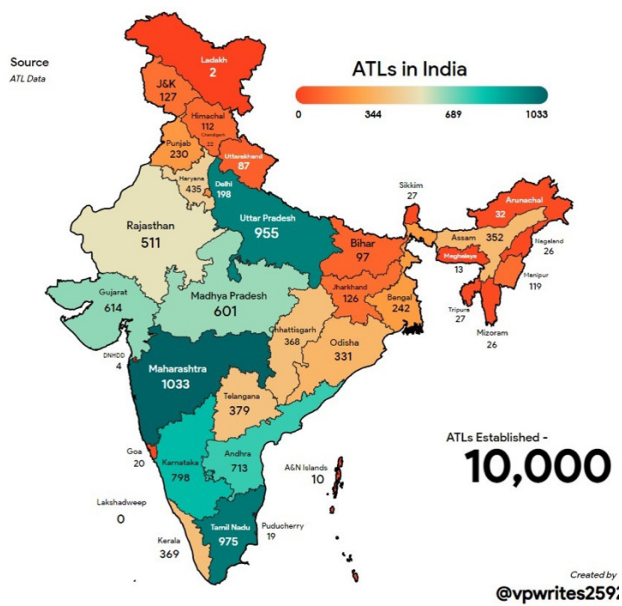 Source
ATL Data
ATLs in India
0 344 689 1033
Ladakh
2
J&K
127
Himachal
112
Chandigarh
22
Punjab
230
Uttarakhand
87
Haryana
435
Delhi
198
Rajasthan
511
Uttar Pradesh
955
Sikkim
27
Arunachal
32
Assam
352
Nagaland
26
Meghalaya
13
Manipur
119
Tripura
27
Mizoram
26
Bihar
97
Jharkhand
126
Bengal
242
Gujarat
614
Madhya Pradesh
601
Chhattisgarh
368
Odisha
331
DNHDD
4
Maharashtra
1033
Telangana
379
Goa
20
Karnataka
798
Andhra
713
A&N Islands
10
Lakshadweep
0
Kerala
369
Tamil Nadu
975
Puducherry
19
ATLs Established -
10,000
Created by
@vpwrites2592